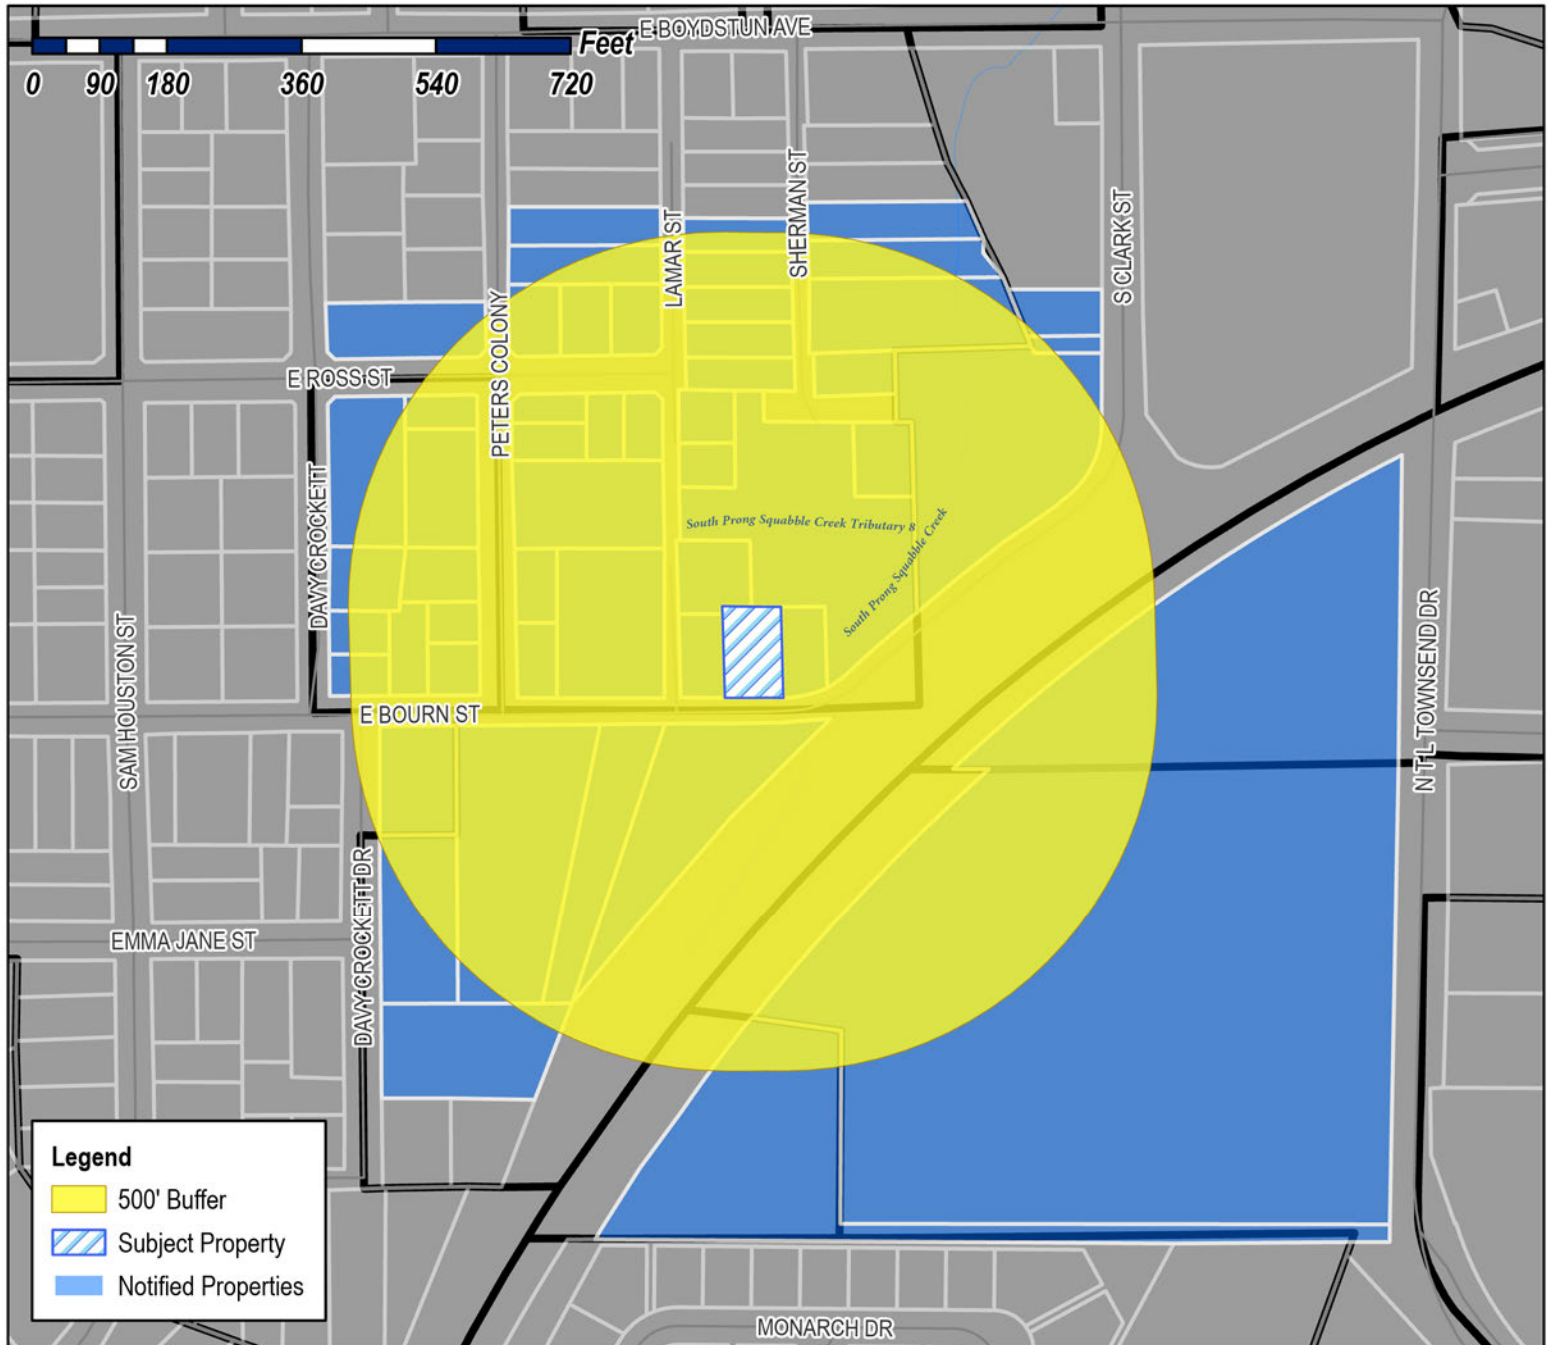 E BOYDSTUN AVE
Feet
0 90 180 360 540 720
SHERMAN ST
LAMAR ST
S CLARK ST
PETERS COLONY
E ROSS ST
DAVY CROCKETT
South Prong Squabble Creek Tributary 8
South Prong Squabble Creek
SAM HOUSTON ST
N T L TOWNSEND DR
E BOURN ST
DAVY CROCKETT DR
EMMA JANE ST
Legend
500' Buffer
Subject Property
Notified Properties
MONARCH DR